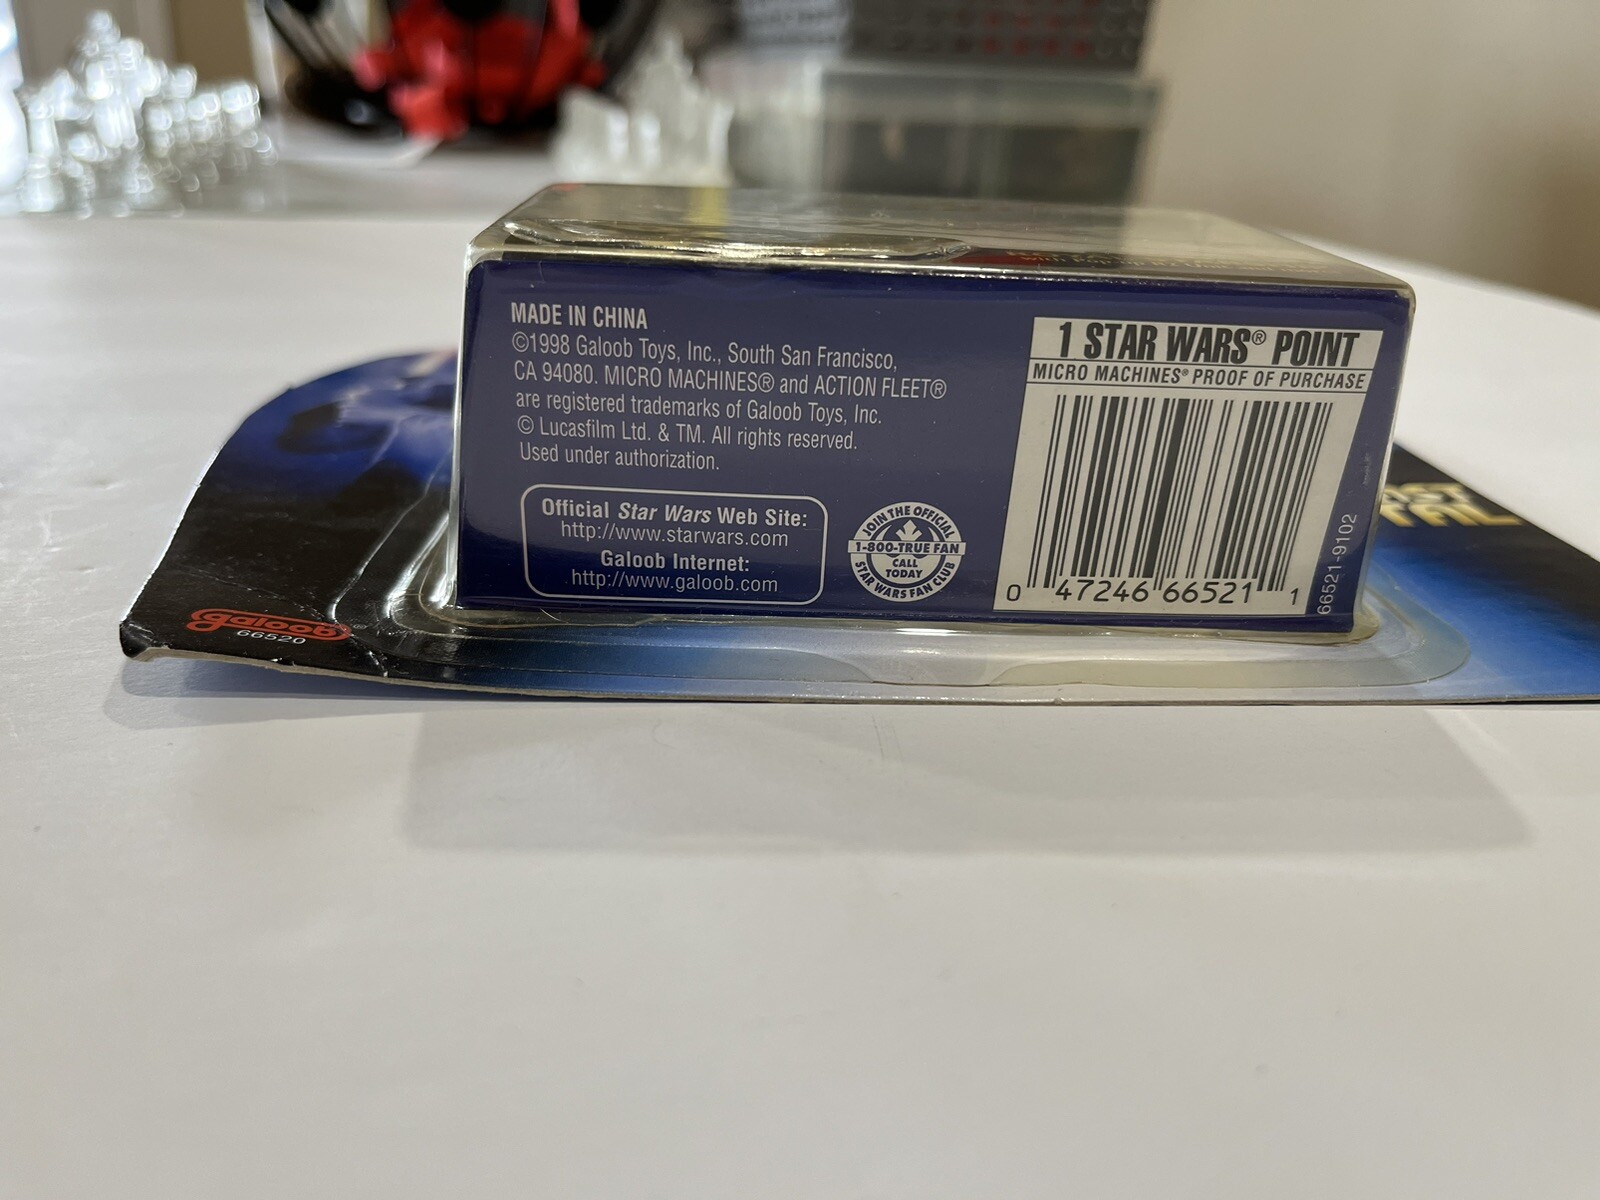 MADE IN CHINA
©1998 Galoob Toys, Inc., South San Francisco,
CA 94080. MICRO MACHINES® and ACTION FLEET®
are registered trademarks of Galoob Toys, Inc.
© Lucasfilm Ltd. & TM. All rights reserved.
Used under authorization.
Official Star Wars Web Site:
http://www.starwars.com
Galoob Internet:
http://www.galoob.com
JOIN THE OFFICIAL
1-800-TRUE FAN
CALL
TODAY
STAR WARS FAN CLUB
1 STAR WARS® POINT
MICRO MACHINES® PROOF OF PURCHASE
0 47246 66521 1
66521-9102
galoob®
66520